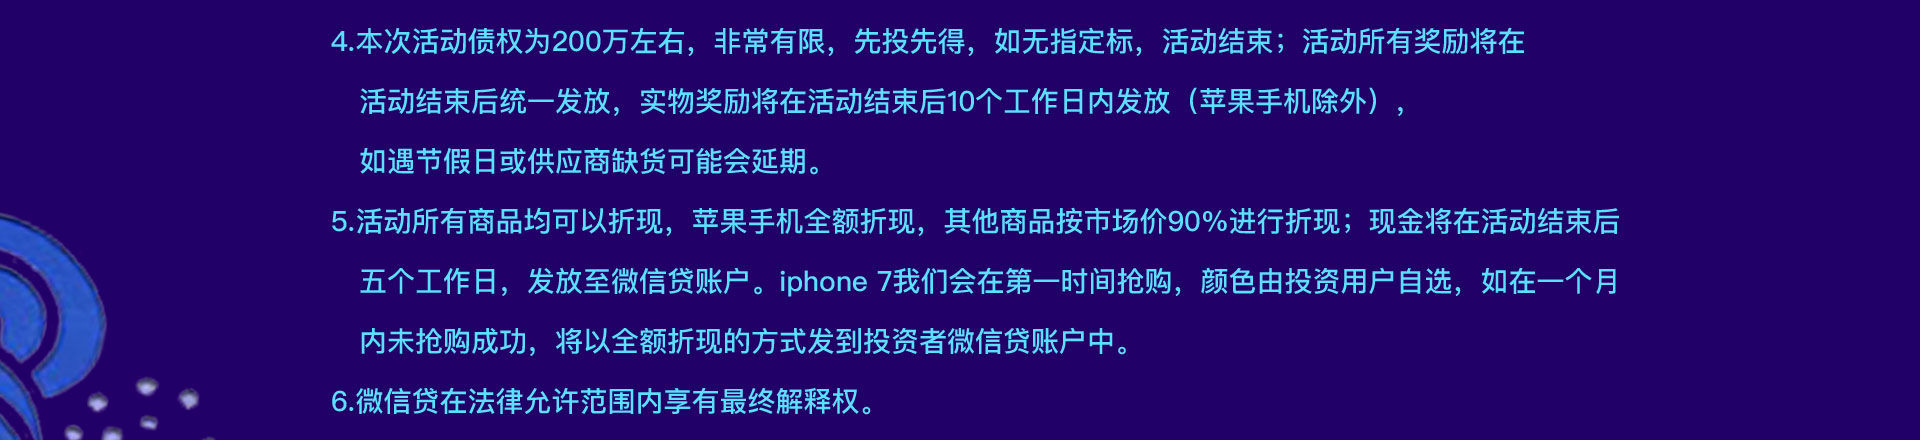 4.本次活动债权为200万左右，非常有限，先投先得，如无指定标，活动结束；活动所有奖励将在
活动结束后统一发放，实物奖励将在活动结束后10个工作日内发放（苹果手机除外），
如遇节假日或供应商缺货可能会延期。
5.活动所有商品均可以折现，苹果手机全额折现，其他商品按市场价90%进行折现；现金将在活动结束后
五个工作日，发放至微信贷账户。iphone 7我们会在第一时间抢购，颜色由投资用户自选，如在一个月
内未抢购成功，将以全额折现的方式发到投资者微信贷账户中。
6.微信贷在法律允许范围内享有最终解释权。